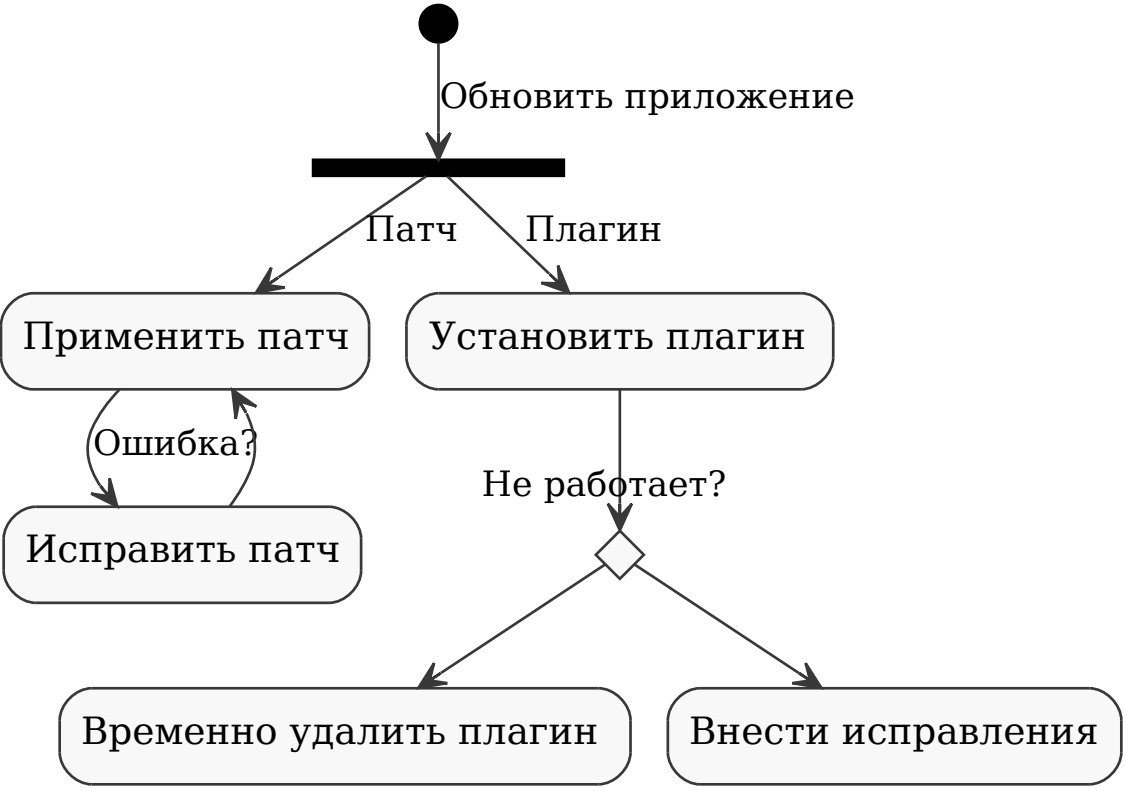 Обновить приложение
Патч
Плагин
Применить патч
Установить плагин
Ошибка?
Не работает?
Исправить патч
Временно удалить плагин
Внести исправления